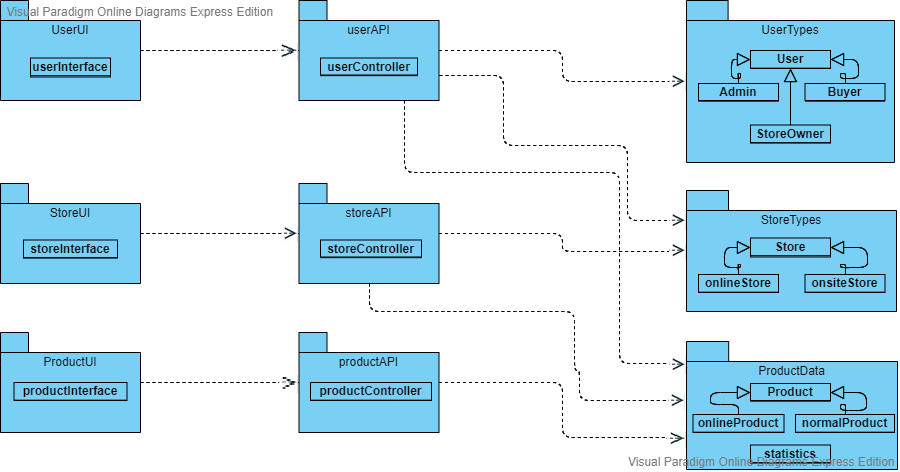 Visual Paradigm Online Diagrams Express Edition
UserUI
userInterface
userAPI
userController
UserTypes
User
Admin
Buyer
StoreOwner
StoreUI
storeInterface
storeAPI
storeController
StoreTypes
Store
onlineStore
onsiteStore
ProductUI
productInterface
productAPI
productController
ProductData
Product
onlineProduct
normalProduct
statistics
Visual Paradigm Online Diagrams Express Edition